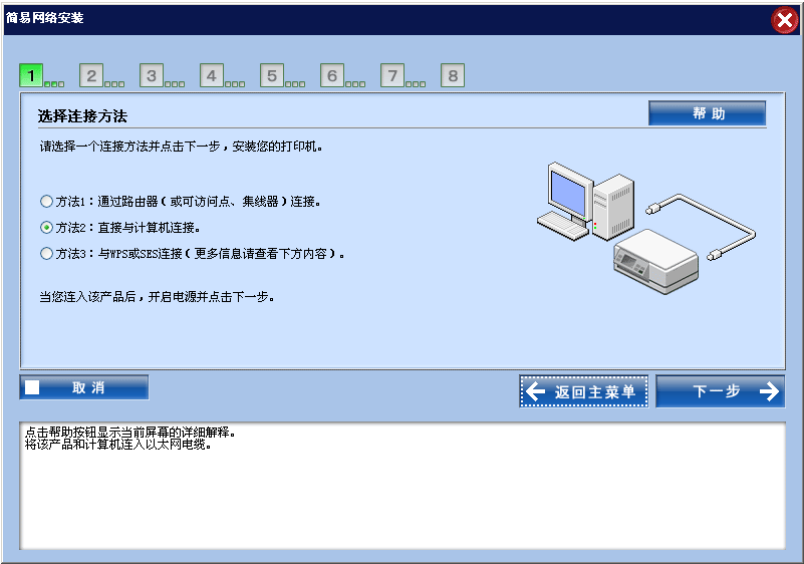 简易网络安装
1 2 3 4 5 6 7 8
选择连接方法
帮助
请选择一个连接方法并点击下一步，安装您的打印机。
方法1：通过路由器（或可访问点、集线器）连接。
方法2：直接与计算机连接。
方法3：与WPS或SES连接（更多信息请查看下方内容）。
当您连入该产品后，开启电源并点击下一步。
取消
返回主菜单
下一步
点击帮助按钮显示当前屏幕的详细解释。
将该产品和计算机连入以太网电缆。